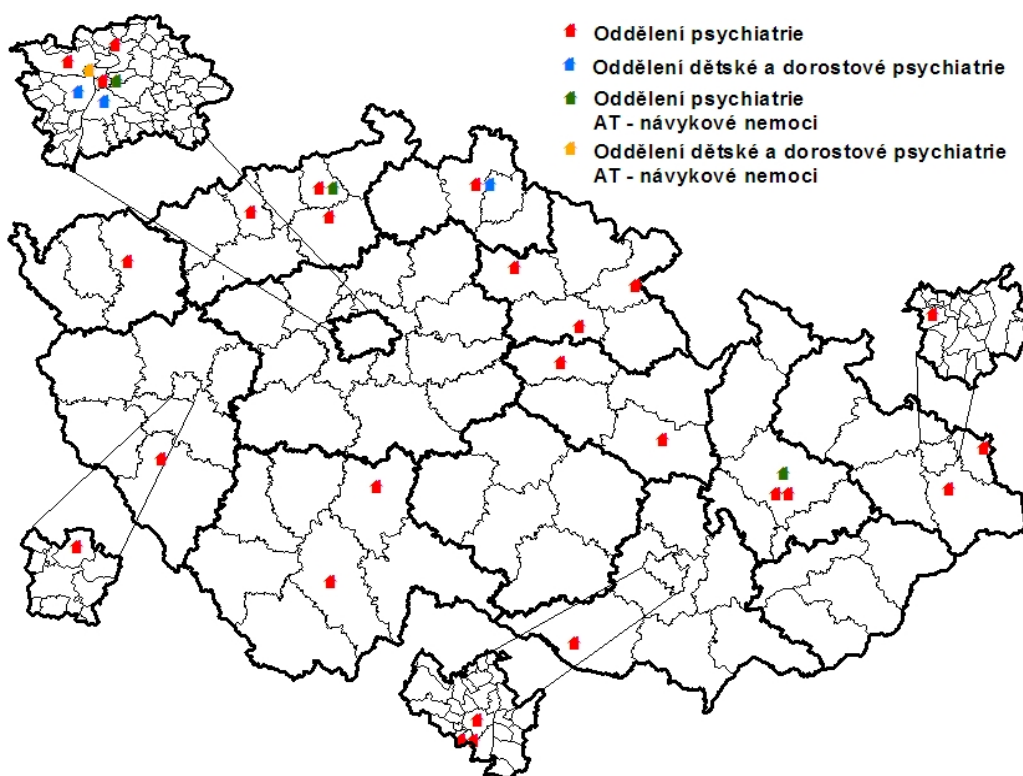 Oddělení psychiatrie
Oddělení dětské a dorostové psychiatrie
Oddělení psychiatrie
AT - návykové nemoci
Oddělení dětské a dorostové psychiatrie
AT - návykové nemoci